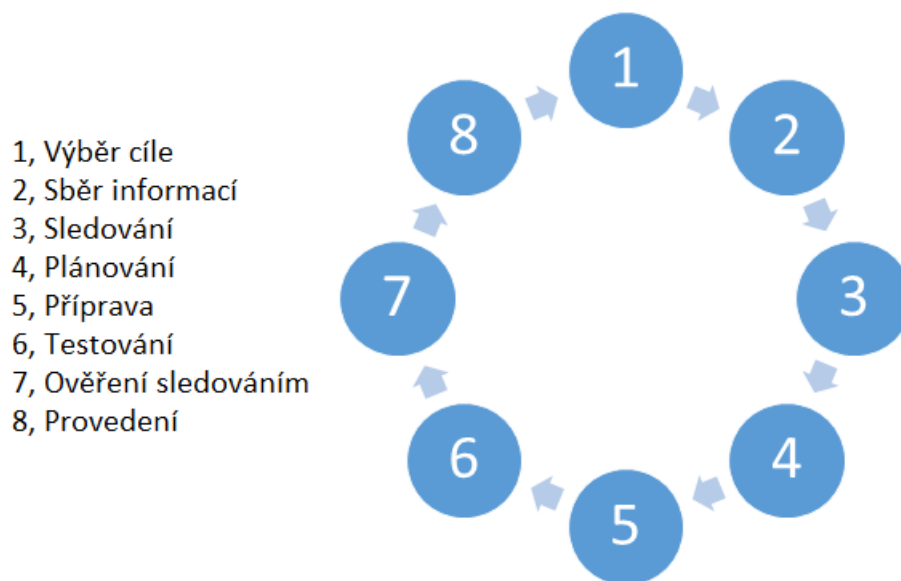 1, Výběr cíle
2, Sběr informací
3, Sledování
4, Plánování
5, Příprava
6, Testování
7, Ověření sledováním
8, Provedení
1
2
3
4
5
6
7
8